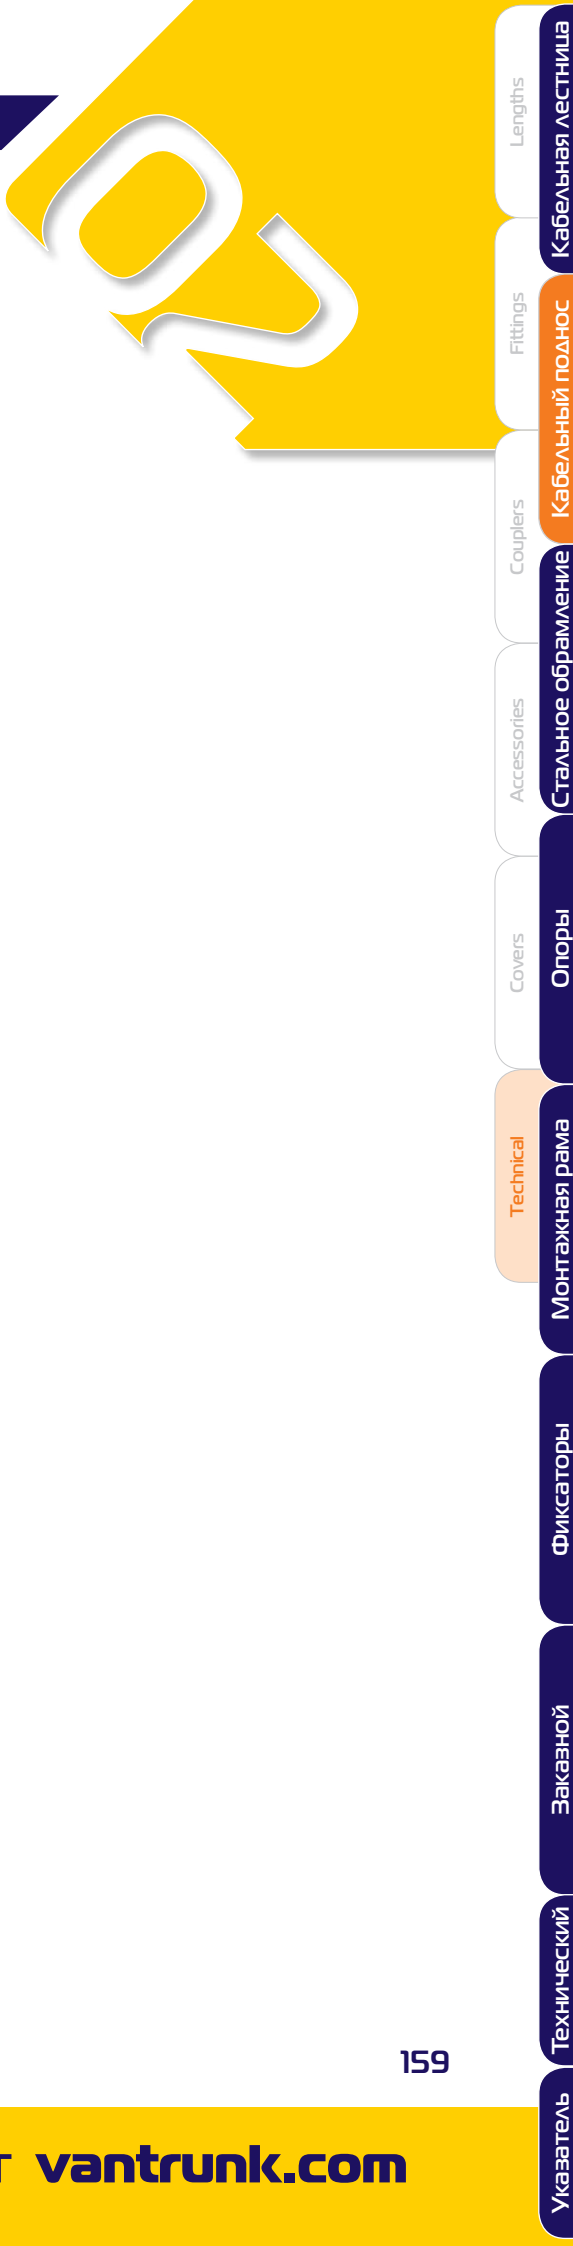 02
Lengths
Fittings
Couplers
Accessories
Covers
Technical
Кабельная лестница
Кабельный поднос
Стальное обрамление
Опоры
Монтажная рама
Фиксаторы
Заказной
Технический
Указатель
159
vantrunk.com